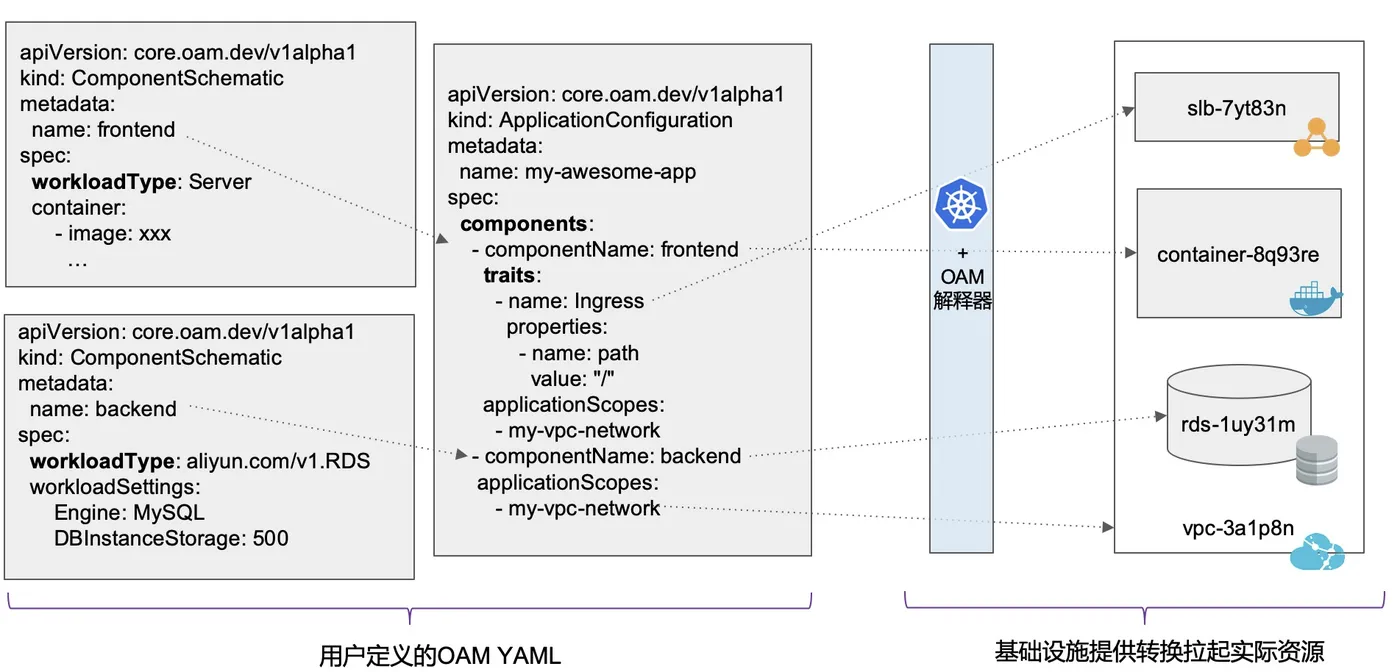 apiVersion: core.oam.dev/v1alpha1
kind: ComponentSchematic
metadata:
name: frontend
spec:
workloadType: Server
container:
- image: xxx
...
apiVersion: core.oam.dev/v1alpha1
kind: ComponentSchematic
metadata:
name: backend
spec:
workloadType: aliyun.com/v1.RDS
workloadSettings:
Engine: MySQL
DBInstanceStorage: 500
apiVersion: core.oam.dev/v1alpha1
kind: ApplicationConfiguration
metadata:
name: my-awesome-app
spec:
components:
- componentName: frontend
traits:
- name: Ingress
properties:
- name: path
value: "/"
applicationScopes:
- my-vpc-network
- componentName: backend
applicationScopes:
- my-vpc-network
+
OAM
解释器
slb-7yt83n
container-8q93re
rds-1uy31m
vpc-3a1p8n
用户定义的OAM YAML
基础设施提供转换拉起实际资源